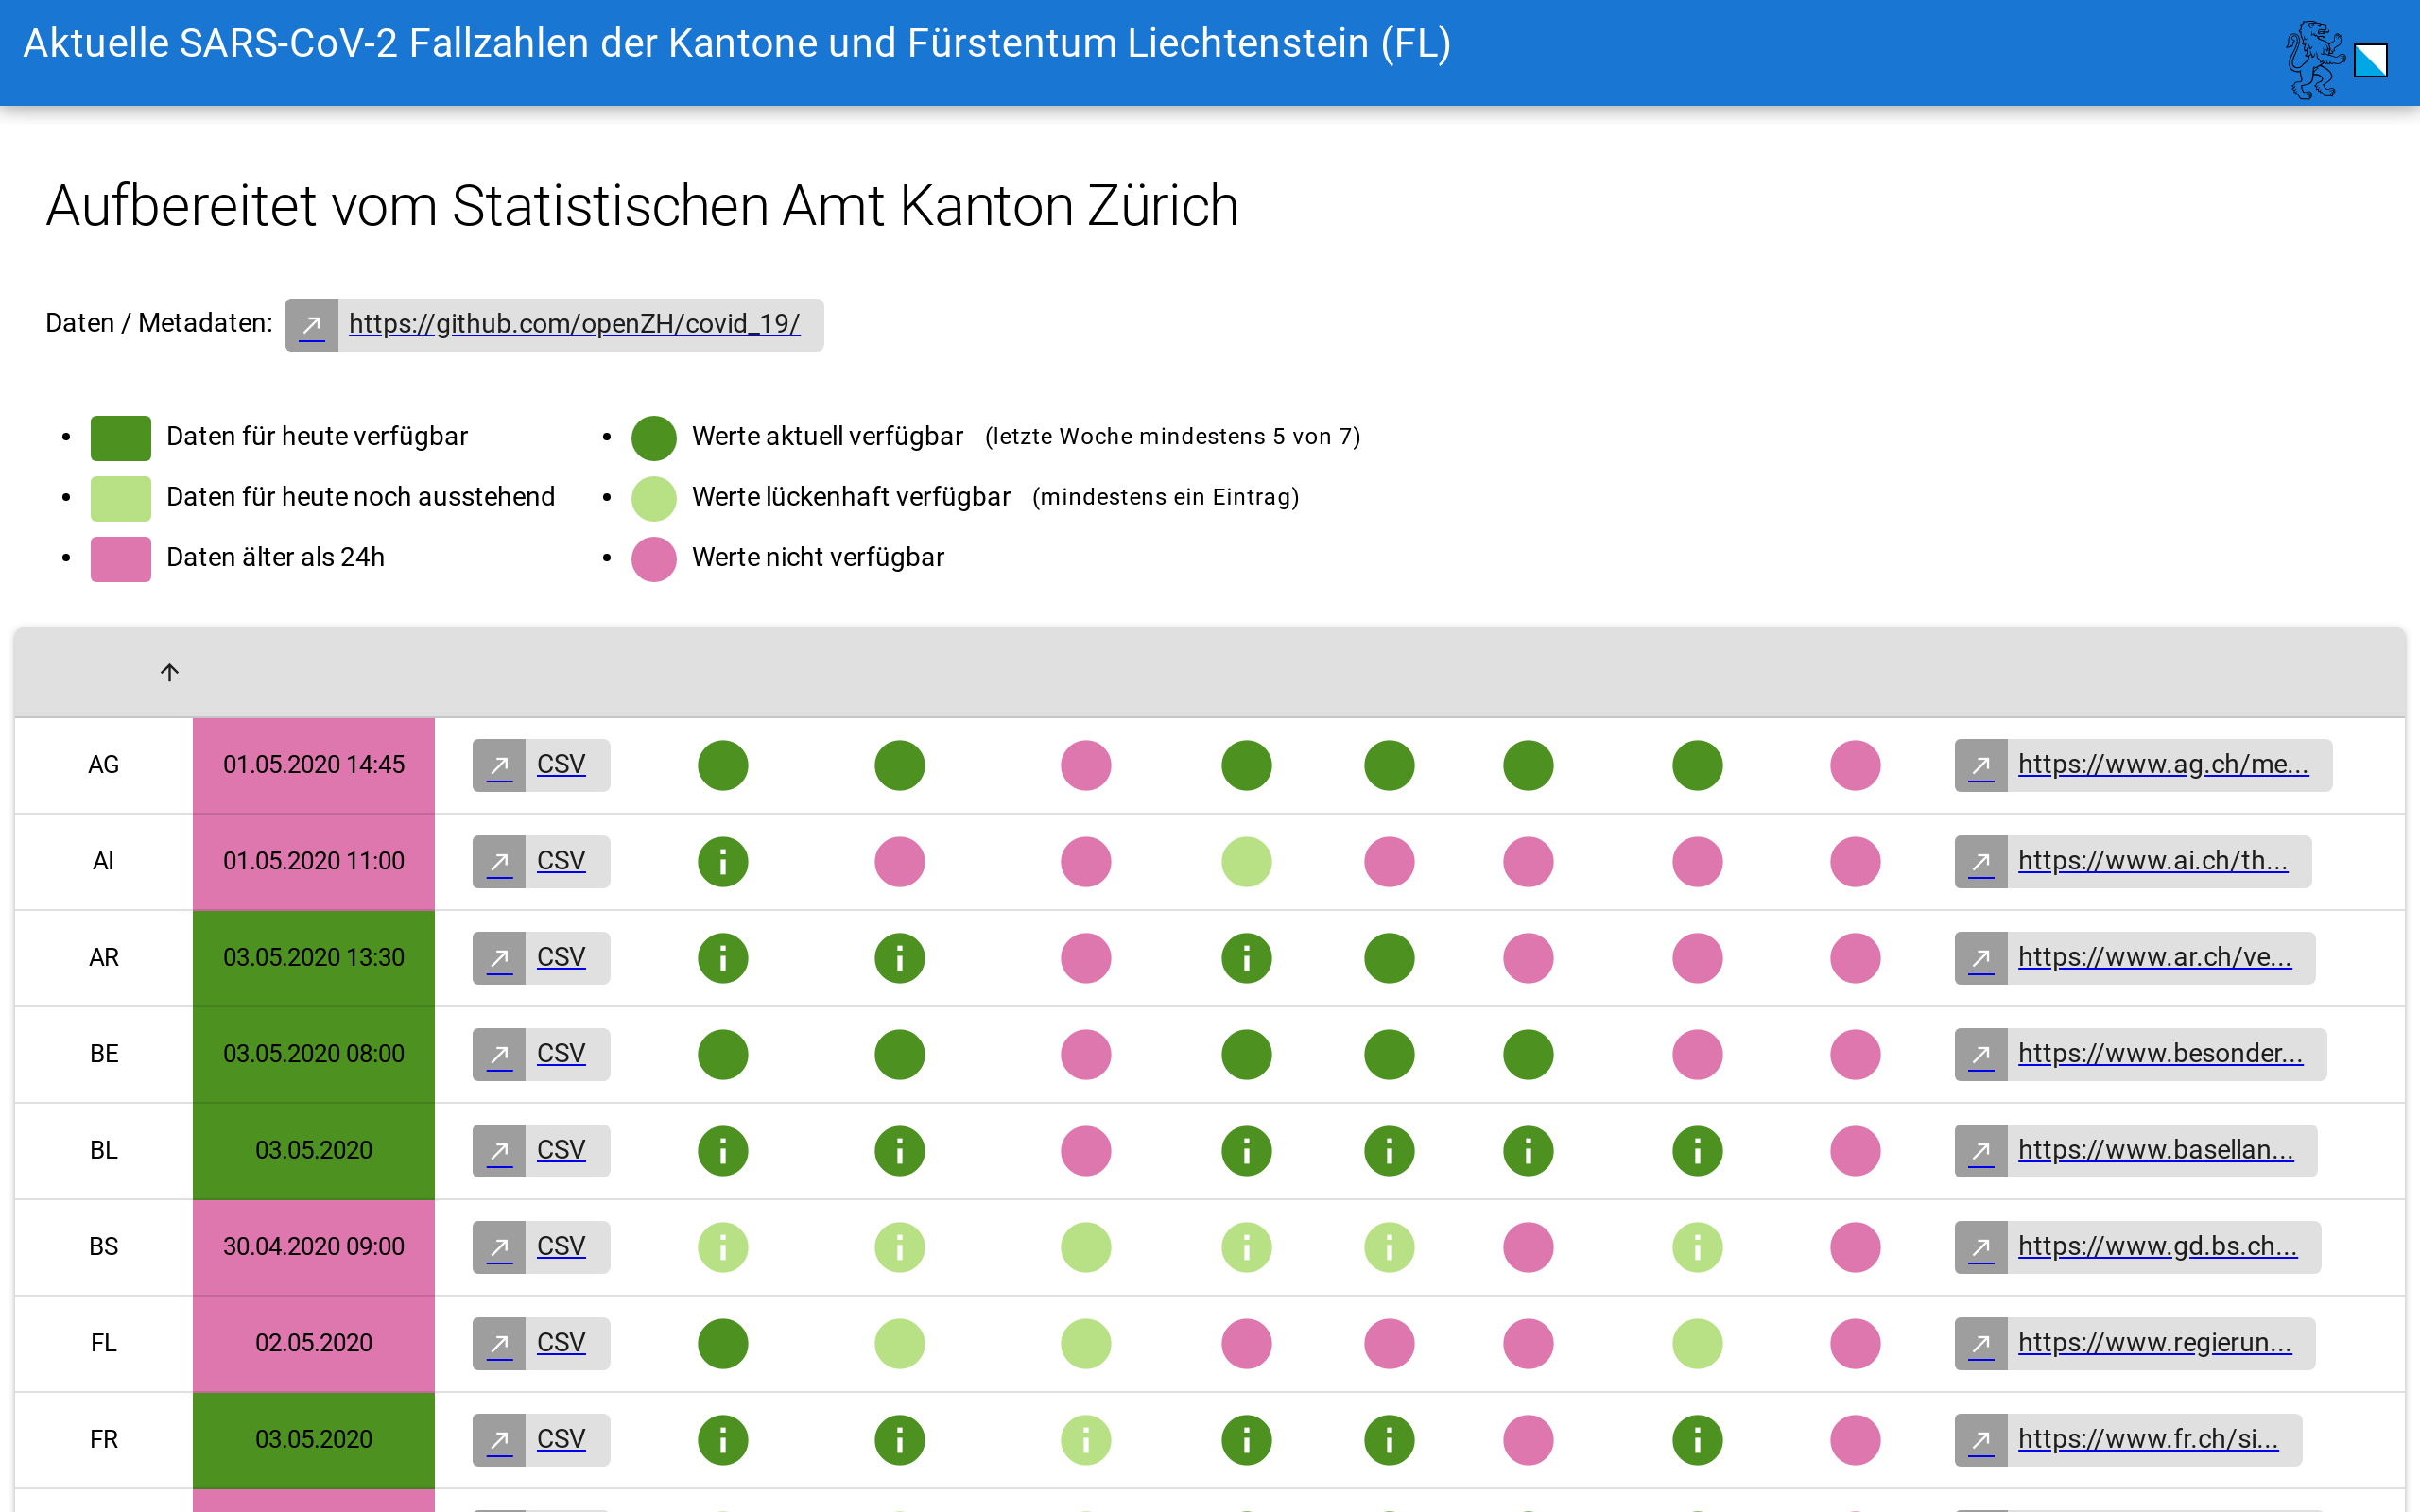 Aktuelle SARS-CoV-2 Fallzahlen der Kantone und Fürstentum Liechtenstein (FL)
Aufbereitet vom Statistischen Amt Kanton Zürich
Daten / Metadaten: https://github.com/openZH/covid_19/
Daten für heute verfügbar
Daten für heute noch ausstehend
Daten älter als 24h
Werte aktuell verfügbar (letzte Woche mindestens 5 von 7)
Werte lückenhaft verfügbar (mindestens ein Eintrag)
Werte nicht verfügbar
AG 01.05.2020 14:45 CSV https://www.ag.ch/me...
AI 01.05.2020 11:00 CSV i https://www.ai.ch/th...
AR 03.05.2020 13:30 CSV i i i https://www.ar.ch/ve...
BE 03.05.2020 08:00 CSV https://www.besonder...
BL 03.05.2020 CSV i i i i i i https://www.basellan...
BS 30.04.2020 09:00 CSV i i i i i https://www.gd.bs.ch...
FL 02.05.2020 CSV https://www.regierun...
FR 03.05.2020 CSV i i i i i i https://www.fr.ch/si...